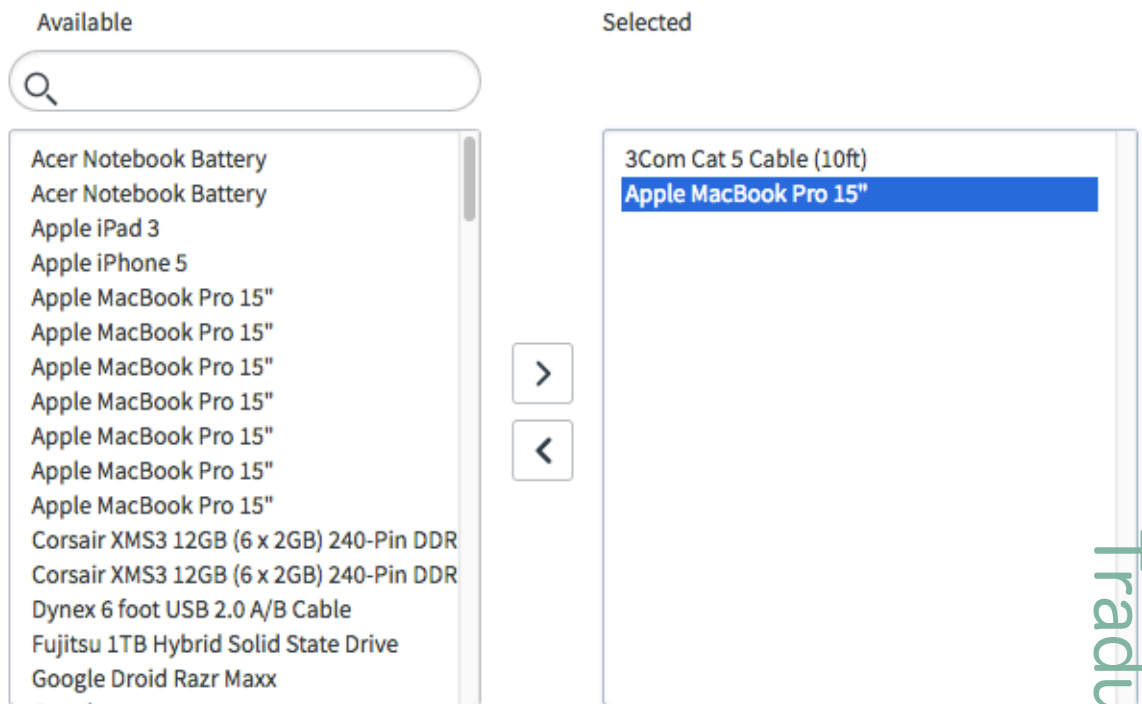 Available
Acer Notebook Battery
Acer Notebook Battery
Apple iPad 3
Apple iPhone 5
Apple MacBook Pro 15"
Apple MacBook Pro 15"
Apple MacBook Pro 15"
Apple MacBook Pro 15"
Apple MacBook Pro 15"
Apple MacBook Pro 15"
Apple MacBook Pro 15"
Corsair XMS3 12GB (6 x 2GB) 240-Pin DDR
Corsair XMS3 12GB (6 x 2GB) 240-Pin DDR
Dynex 6 foot USB 2.0 A/B Cable
Fujitsu 1TB Hybrid Solid State Drive
Google Droid Razr Maxx
>
<
Selected
3Com Cat 5 Cable (10ft)
Apple MacBook Pro 15"